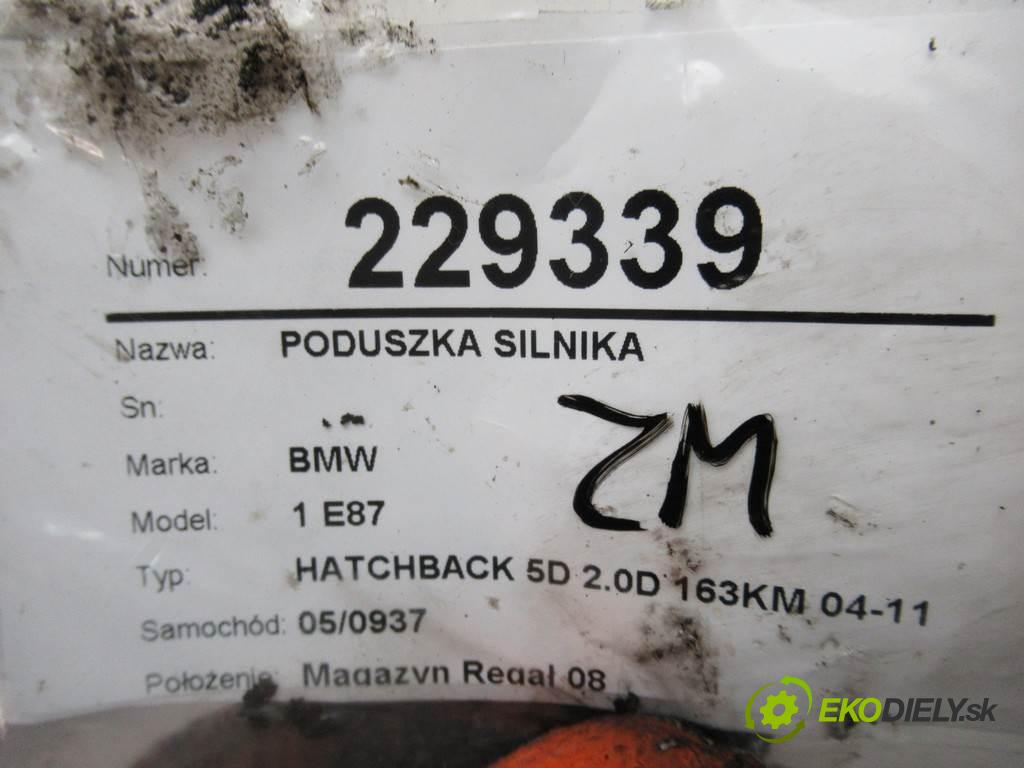 Numer: 229339
Nazwa: PODUSZKA SILNIKA
Sn:
Marka: BMW
Model: 1 E87
ZM
Typ: HATCHBACK 5D 2.0D 163KM 04-11
Samochód: 05/0937
Położenie: Magazyn Regał 08
EKODIELY.sk